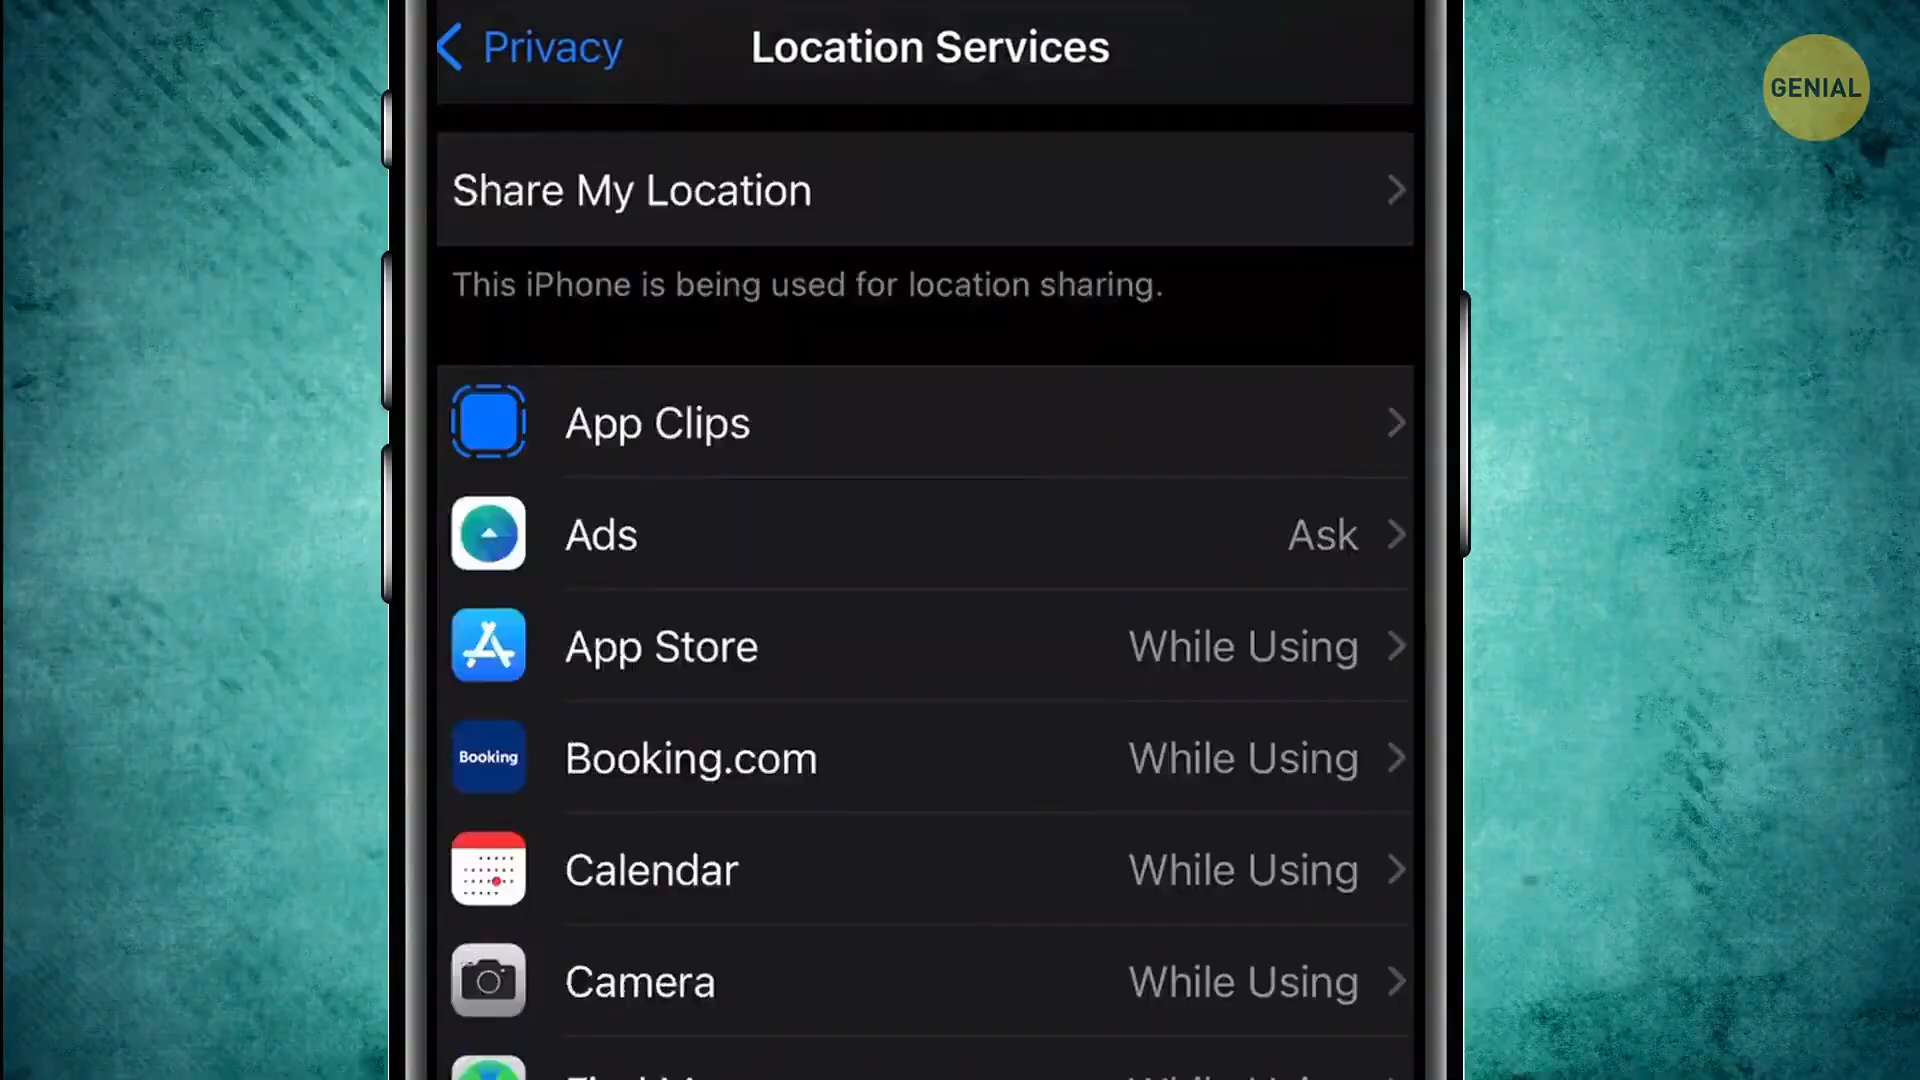 Privacy
Location Services
GENIAL
Share My Location
This iPhone is being used for location sharing.
App Clips
Ads Ask
App Store While Using
Booking Booking.com While Using
Calendar While Using
Camera While Using